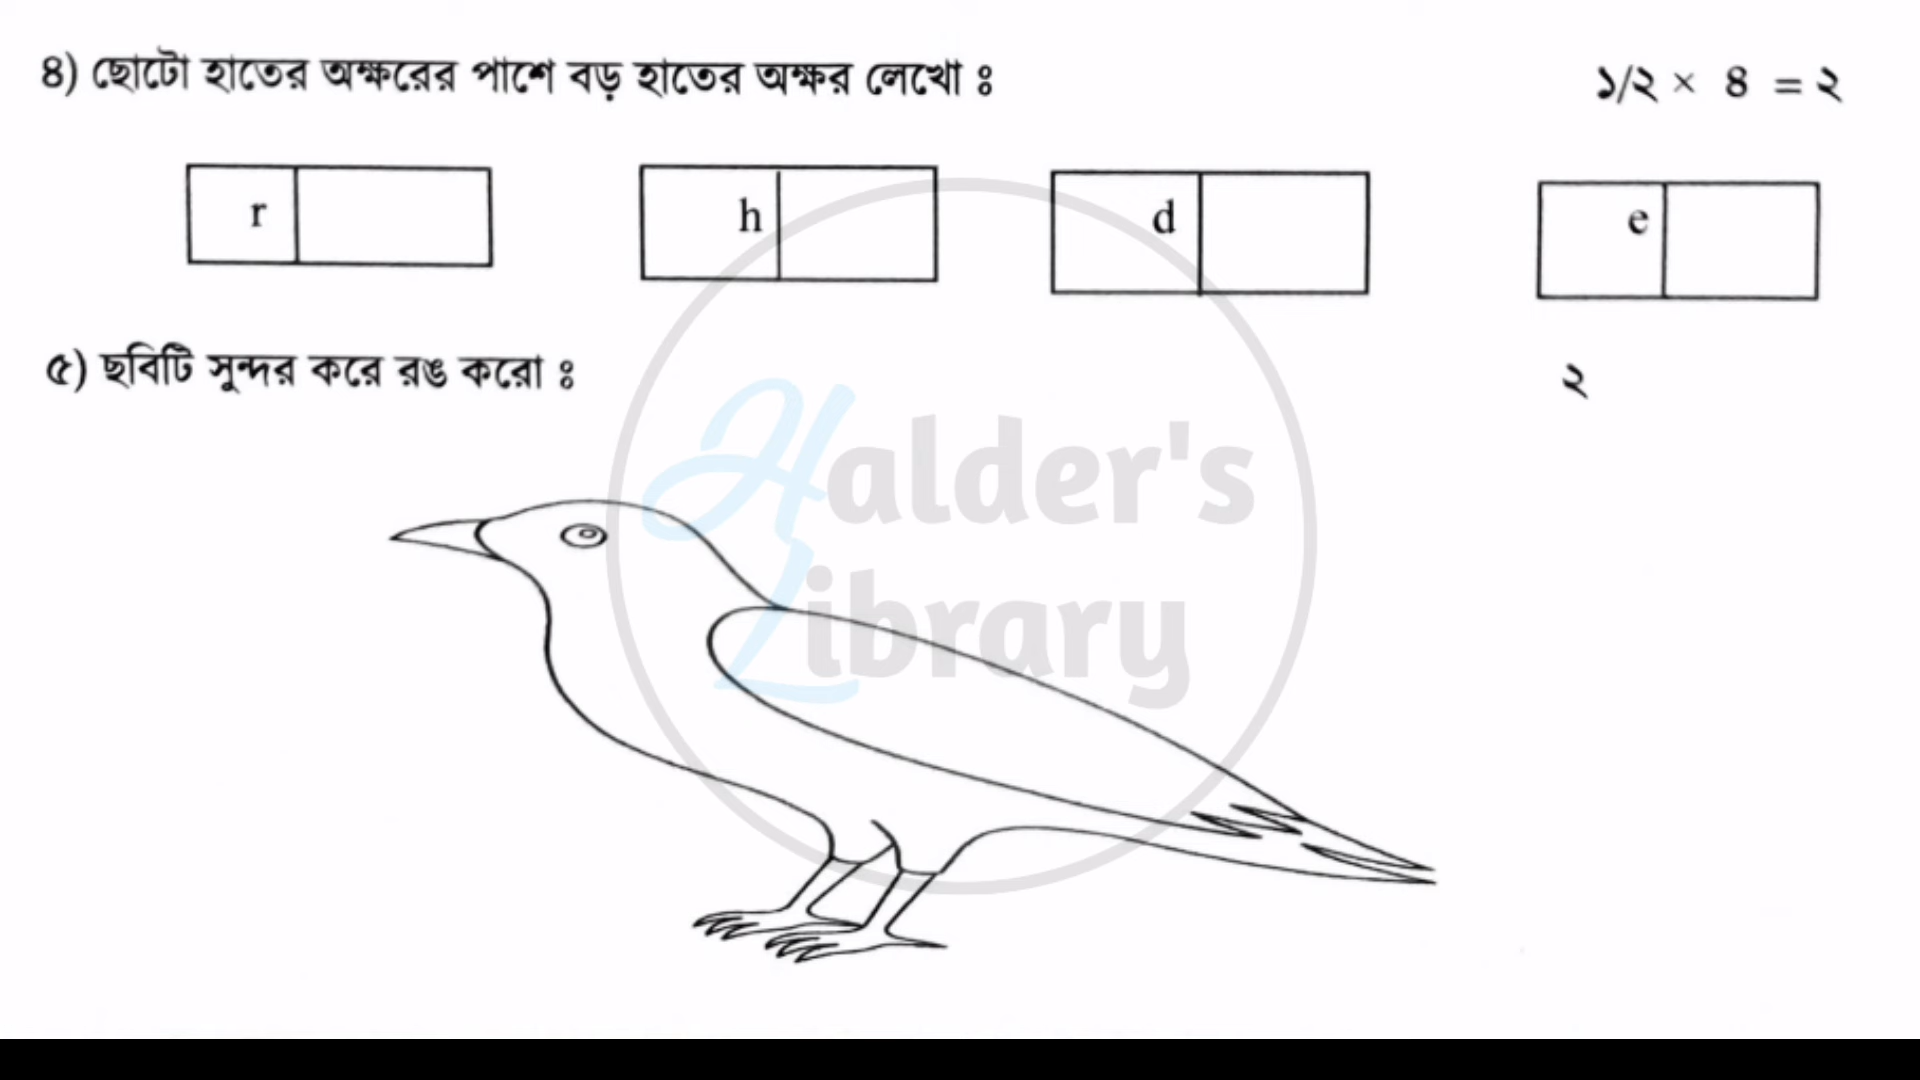 ৪) ছোটো হাতের অক্ষরের পাশে বড় হাতের অক্ষর লেখো ঃ ১/২ × ৪ = ২
r h d e
৫) ছবিটি সুন্দর করে রঙ করো ঃ ২
Halder's
Library